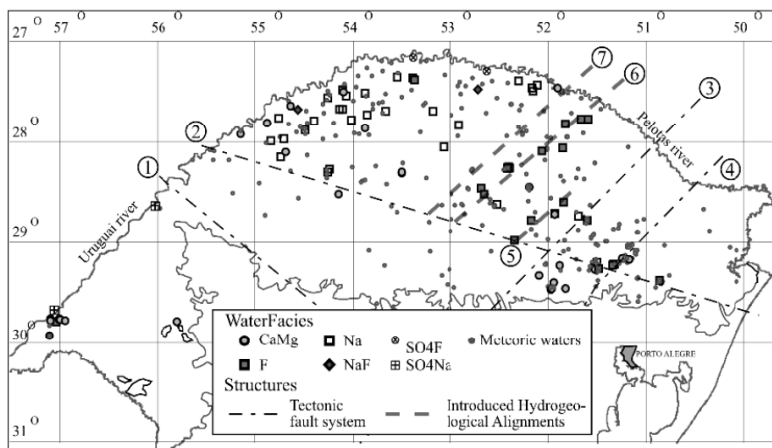 57 O 56 O 55 O 54 O 53 O 52 O 51 O 50 O
27 O
28 O
29 O
30 O
31 O
7
6
3
2
4
1
5
Pelotas river
Uruguai river
WaterFacies
CaMg Na SO4F Meteoric waters
F NaF SO4Na
Structures
Tectonic fault system
Introduced Hydrogeo-
logical Alignments
PORTO ALEGRE